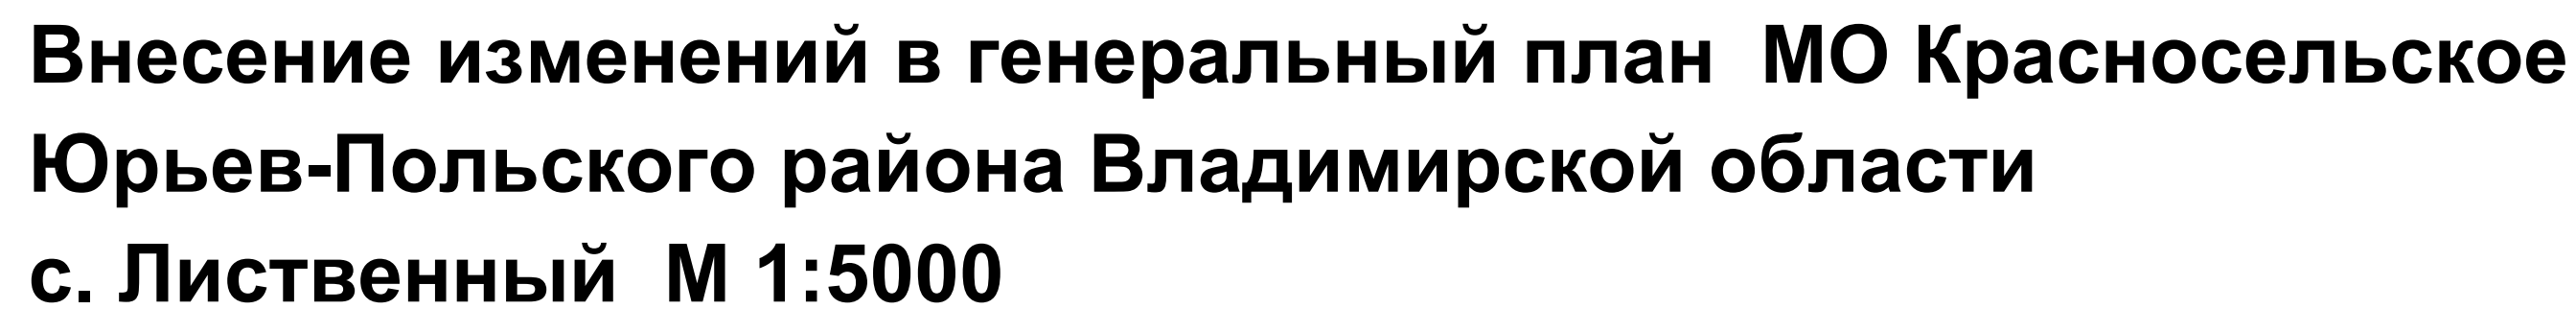 Внесение изменений в генеральный план  МО Красносельское
Юрьев-Польского района Владимирской области
с. Лиственный  М 1:5000